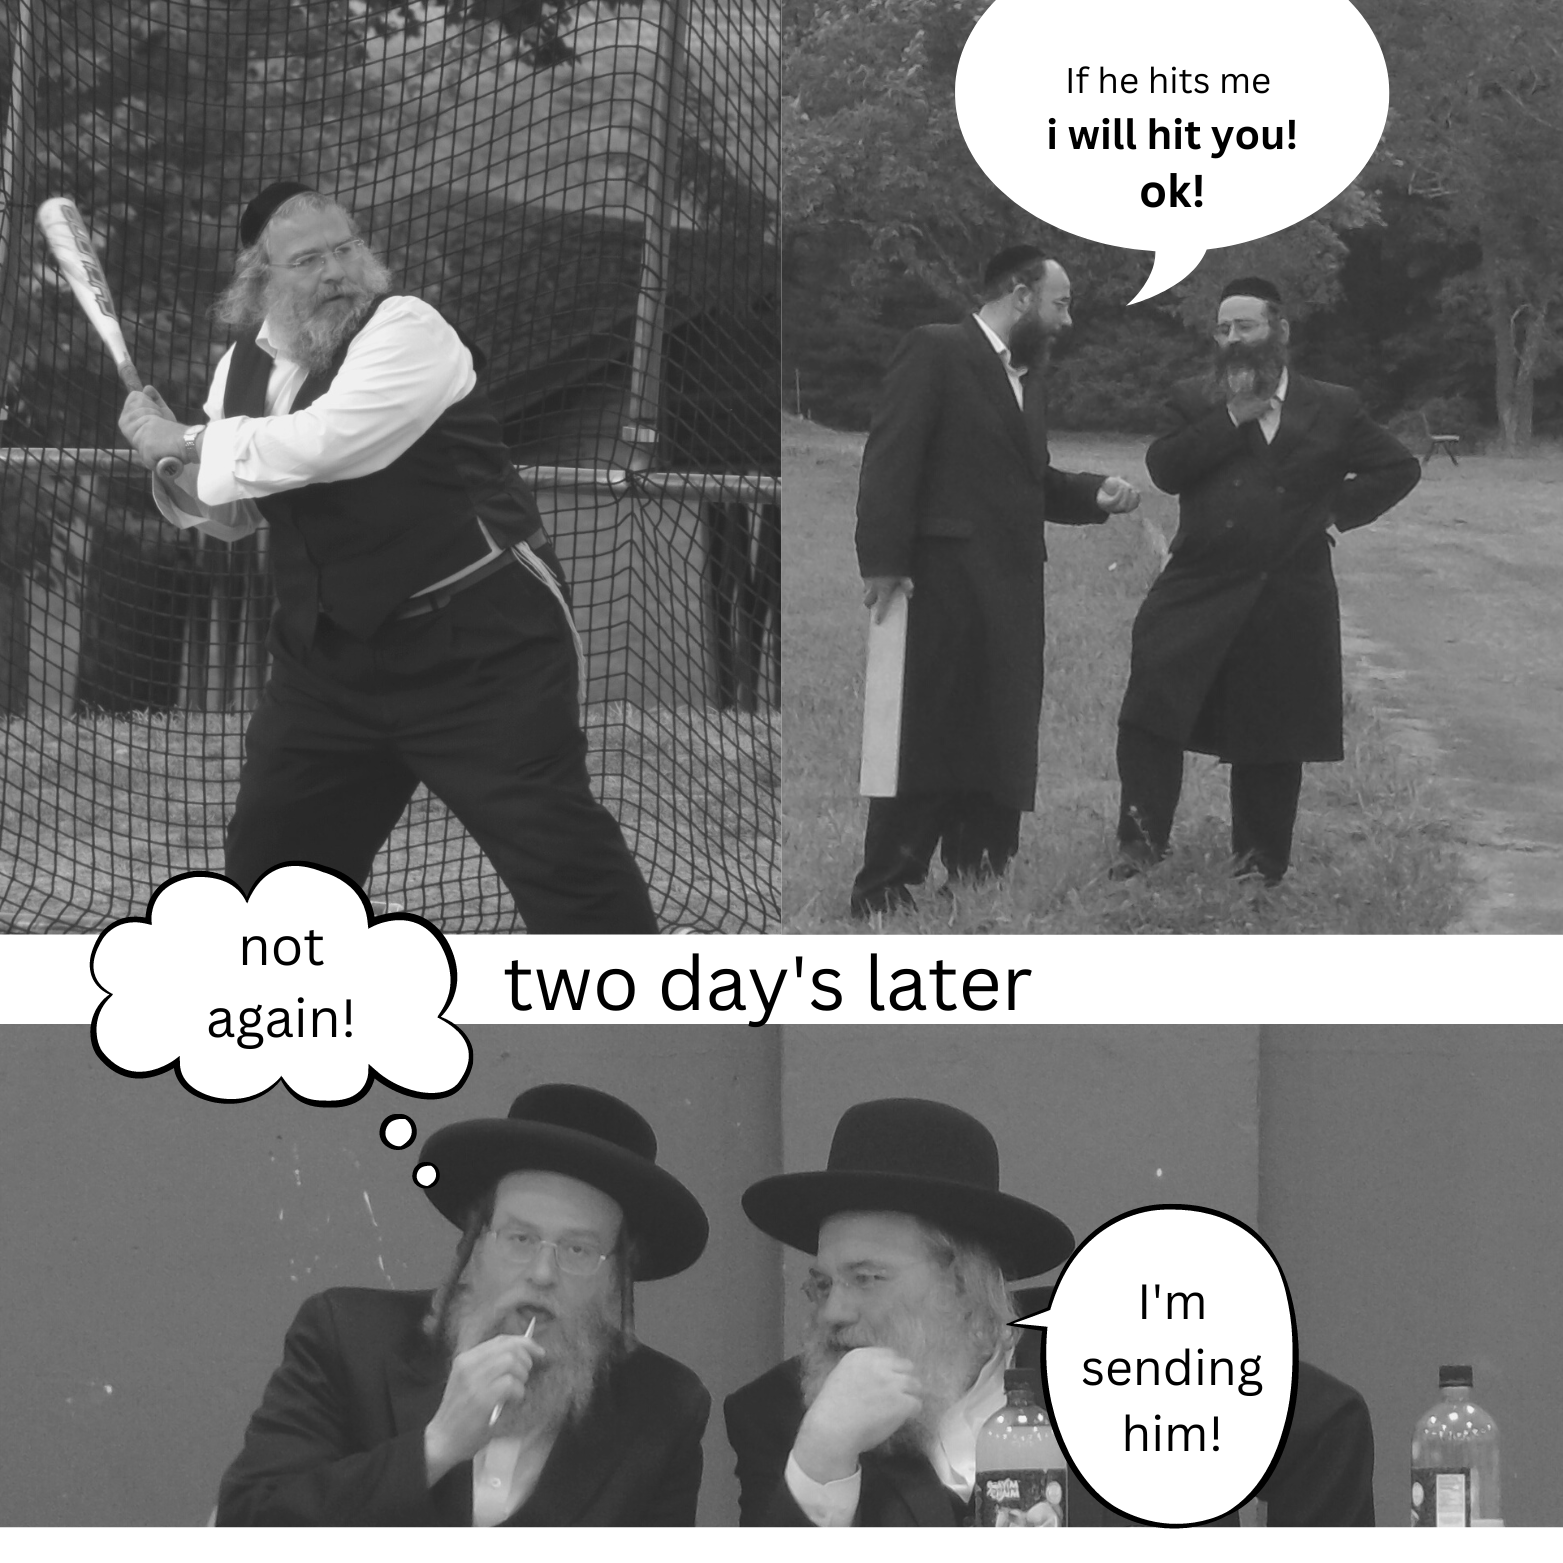 If he hits me
i will hit you!
ok!
not
again!
two day's later
I'm
sending
him!